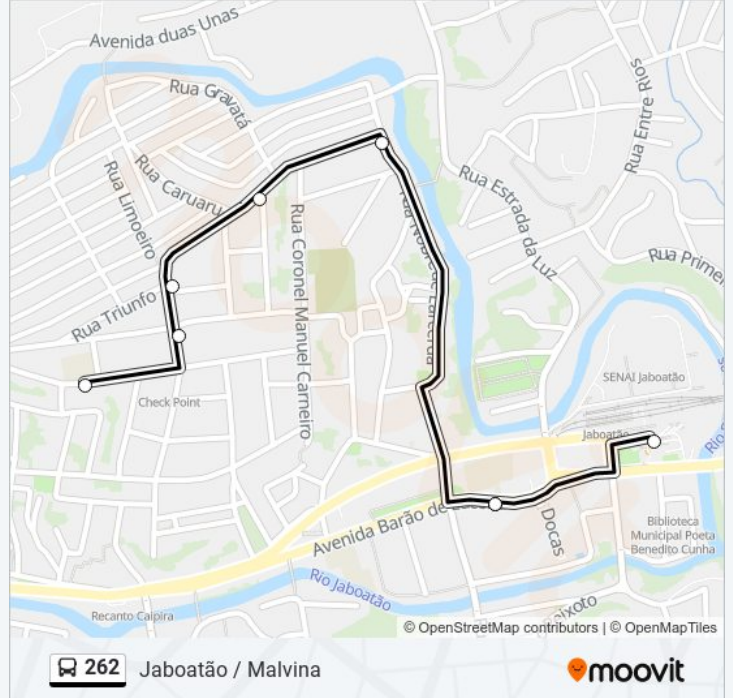 Avenida duas Unas
Rua Gravatá
Rua Entre Rios
Rua Caruaru
Rua Limoeiro
Rua Estrada da Luz
Rua Coronel Manuel Carneiro
Rua Primei
Rua Triunfo
SENAI Jaboatão
Check Point
Jaboatão
Rio
Avenida Barão de
Docas
Biblioteca
Municipal Poeta
Benedito Cunha
Rio Jaboatão
Recanto Caipira
eixoto
© OpenStreetMap contributors | © OpenMapTiles
262 Jaboatão / Malvina
moovit